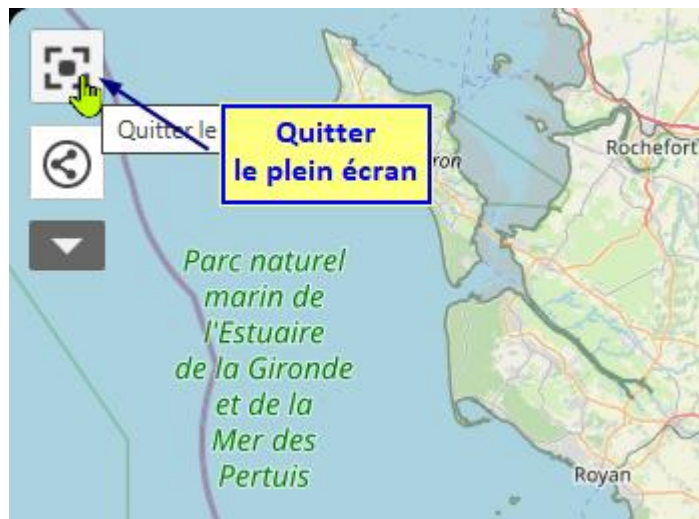 Quitter le
Quitter
le plein écran
ron
Rochefort
Parc naturel
marin de
l'Estuaire
de la Gironde
et de la
Mer des
Pertuis
Royan